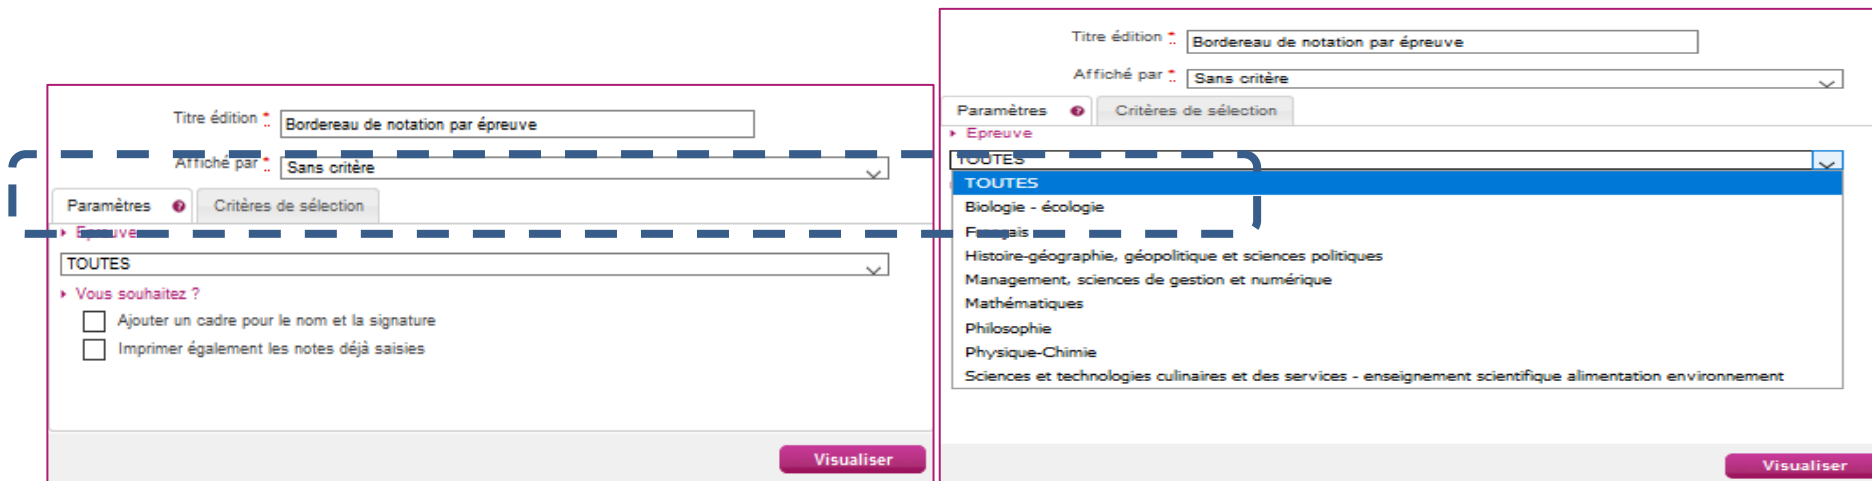 Titre édition * Bordereau de notation par épreuve
Affiché par * Sans critère
Paramètres ? Critères de sélection
Epreuve
TOUTES
Vous souhaitez ?
Ajouter un cadre pour le nom et la signature
Imprimer également les notes déjà saisies
Visualiser
Titre édition * Bordereau de notation par épreuve
Affiché par * Sans critère
Paramètres ? Critères de sélection
Epreuve
TOUTES
TOUTES
Biologie - écologie
Français
Histoire-géographie, géopolitique et sciences politiques
Management, sciences de gestion et numérique
Mathématiques
Philosophie
Physique-Chimie
Sciences et technologies culinaires et des services - enseignement scientifique alimentation environnement
Visualiser